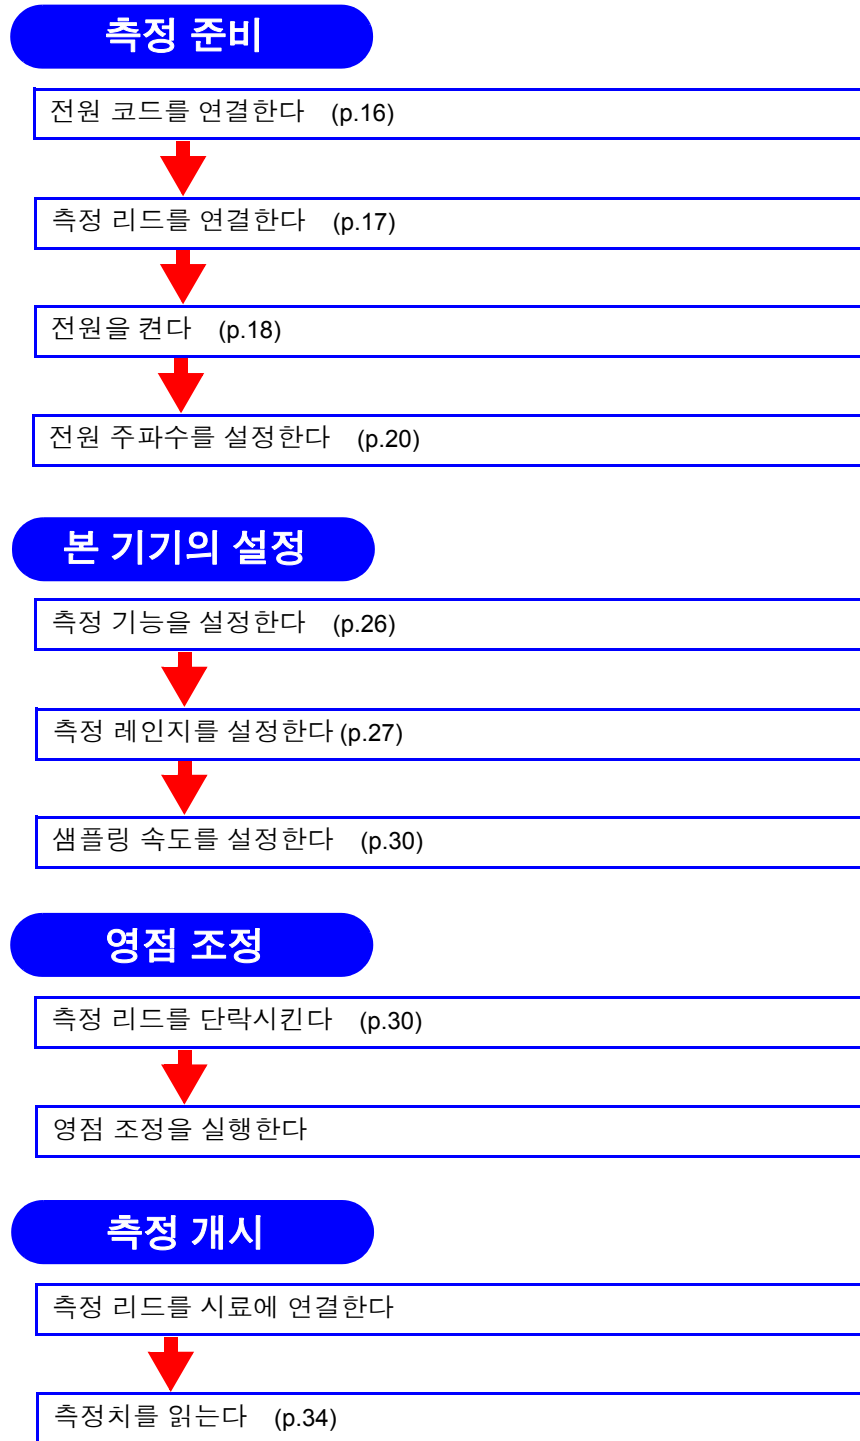 측정 준비
전원 코드를 연결한다 (p.16)
측정 리드를 연결한다 (p.17)
전원을 켠다 (p.18)
전원 주파수를 설정한다 (p.20)
본 기기의 설정
측정 기능을 설정한다 (p.26)
측정 레인지를 설정한다 (p.27)
샘플링 속도를 설정한다 (p.30)
영점 조정
측정 리드를 단락시킨다 (p.30)
영점 조정을 실행한다
측정 개시
측정 리드를 시료에 연결한다
측정치를 읽는다 (p.34)